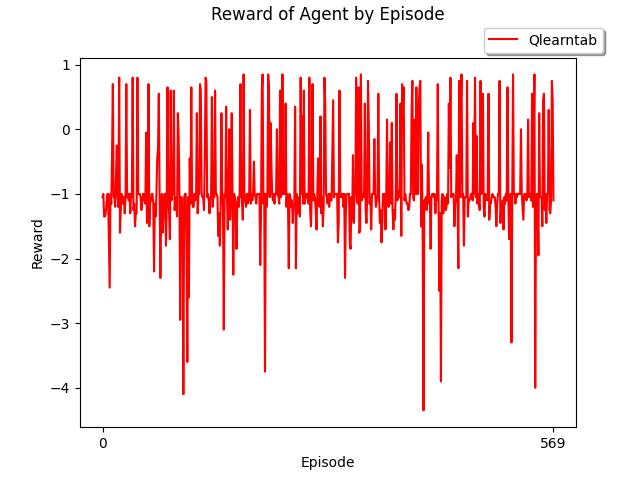 Reward of Agent by Episode
Qlearntab
1
0
−1
−2
−3
−4
Reward
0
569
Episode